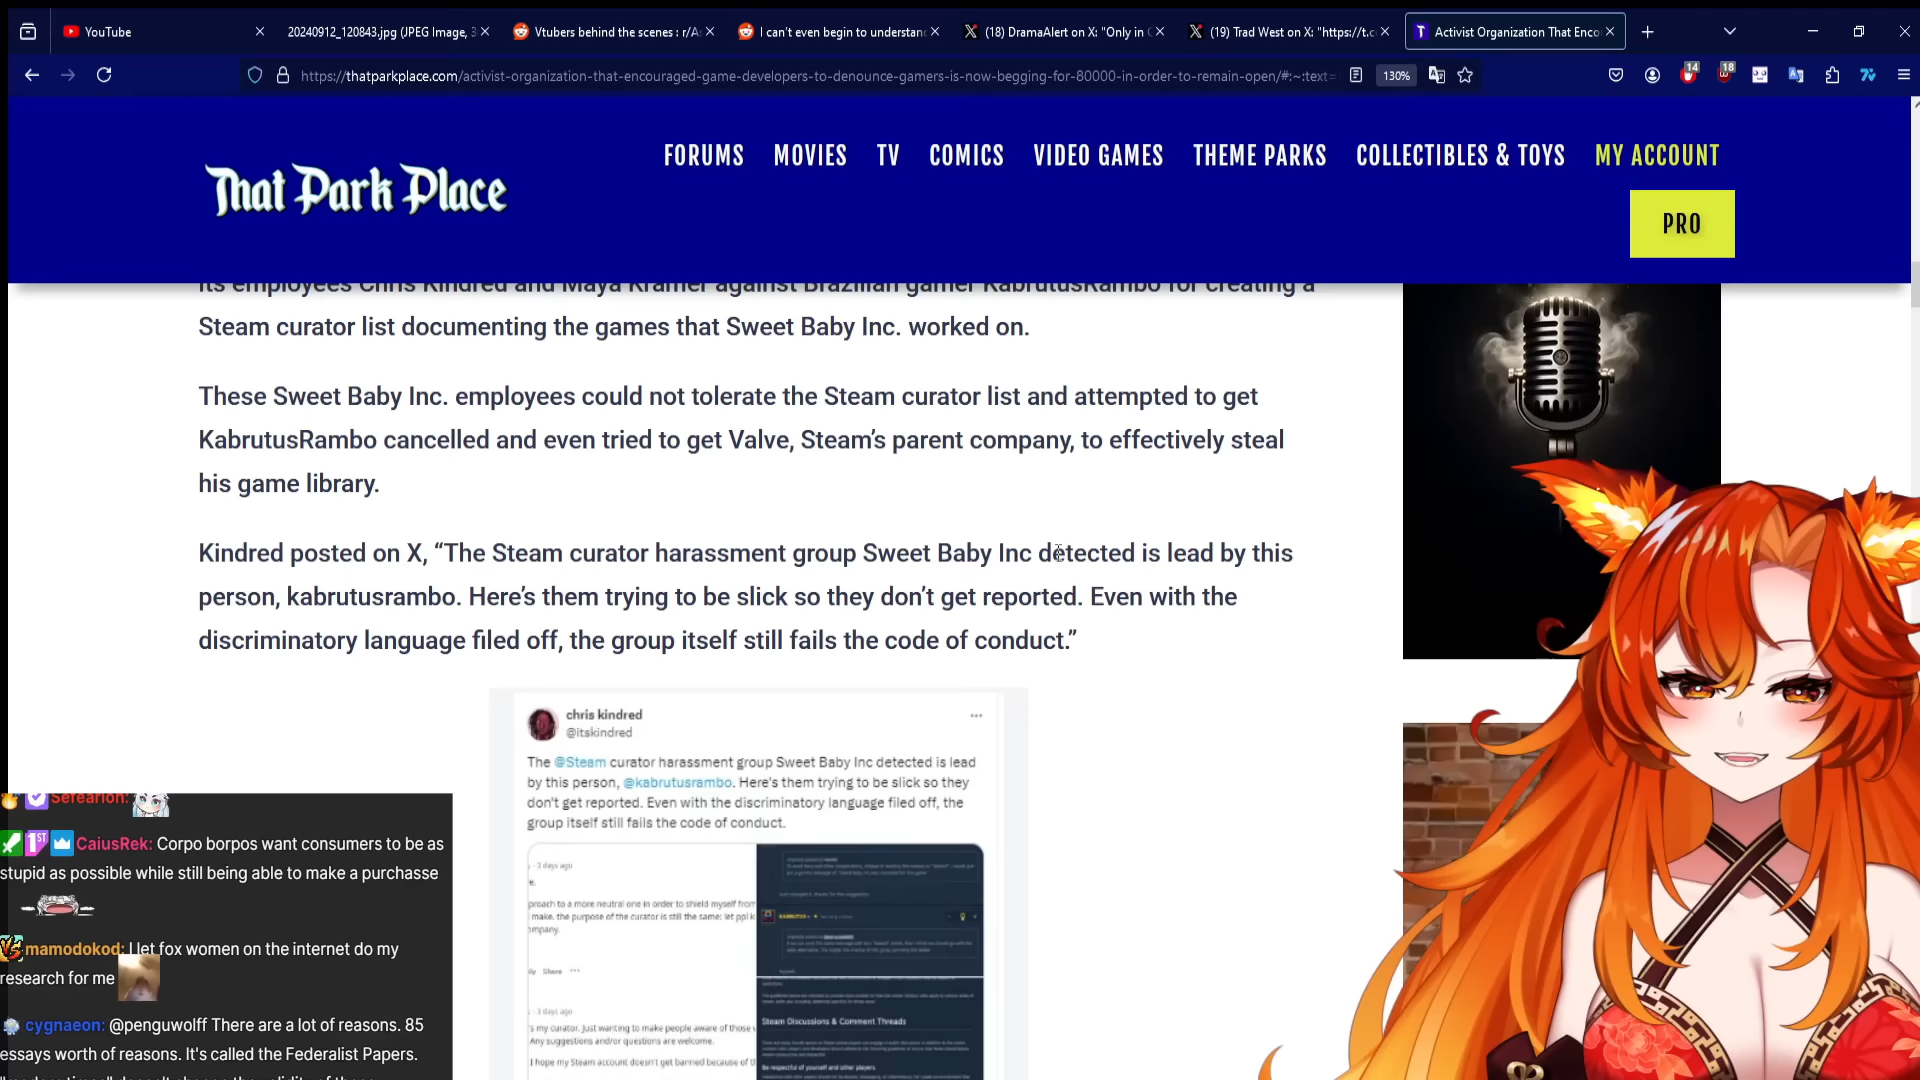 YouTube
20240912_120843.jpg (JPEG Image, 3
Vtubers behind the scenes : r/A
I can't even begin to understan
(18) DramaAlert on X: "Only in
(19) Trad West on X: "https://t.c
Activist Organization That Enco
https://thatparkplace.com/activist-organization-that-encouraged-game-developers-to-denounce-gamers-is-now-begging-for-80000-in-order-to-remain-open/#:~:text=
130%
14
18
That Park Place
FORUMS MOVIES TV COMICS VIDEO GAMES THEME PARKS COLLECTIBLES & TOYS MY ACCOUNT
PRO
its employees Chris Kindred and Maya Kramer against Brazilian gamer KabrutusRambo for creating a
Steam curator list documenting the games that Sweet Baby Inc. worked on.
These Sweet Baby Inc. employees could not tolerate the Steam curator list and attempted to get
KabrutusRambo cancelled and even tried to get Valve, Steam's parent company, to effectively steal
his game library.
Kindred posted on X, “The Steam curator harassment group Sweet Baby Inc detected is lead by this
person, kabrutusrambo. Here's them trying to be slick so they don't get reported. Even with the
discriminatory language filed off, the group itself still fails the code of conduct.”
chris kindred
@itskindred
The @Steam curator harassment group Sweet Baby Inc detected is lead
by this person, @kabrutusrambo. Here's them trying to be slick so they
don't get reported. Even with the discriminatory language filed off, the
group itself still fails the code of conduct.
3 days ago
proach to a more neutral one in order to shield myself from
make. the purpose of the curator is still the same: let ppl k
ompany.
Share
3 days ago
's my curator. Just wanting to make people aware of those
Any suggestions and/or questions are welcome.
I hope my Steam account doesn't get banned because of t
Steam Discussions & Comment Threads
Be respectful of yourself and other players
Sefearion:
CaiusRek: Corpo borpos want consumers to be as
stupid as possible while still being able to make a purchasse
mamodokod: I let fox women on the internet do my
research for me
cygnaeon: @penguwolff There are a lot of reasons. 85
essays worth of reasons. It's called the Federalist Papers.